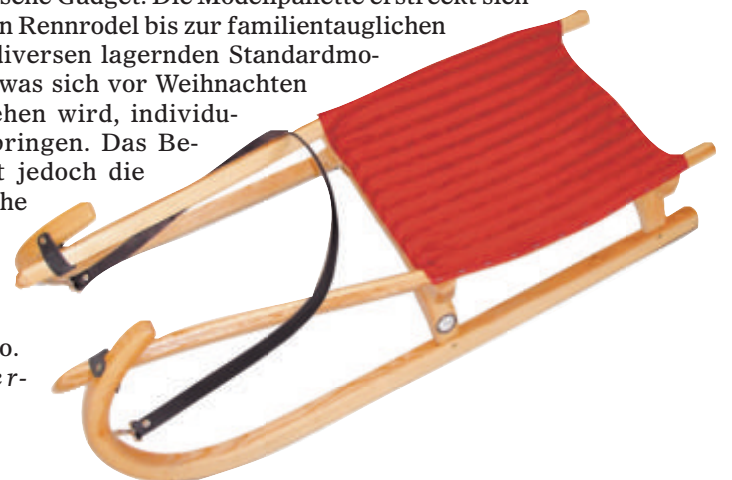 sche Gadget. Die Modellpalette erstreckt sich
n Rennrodel bis zur familientauglichen
diversen lagernden Standardmo-
was sich vor Weihnachten
ehen wird, individu-
bringen. Das Be-
t jedoch die
he
o.
er-